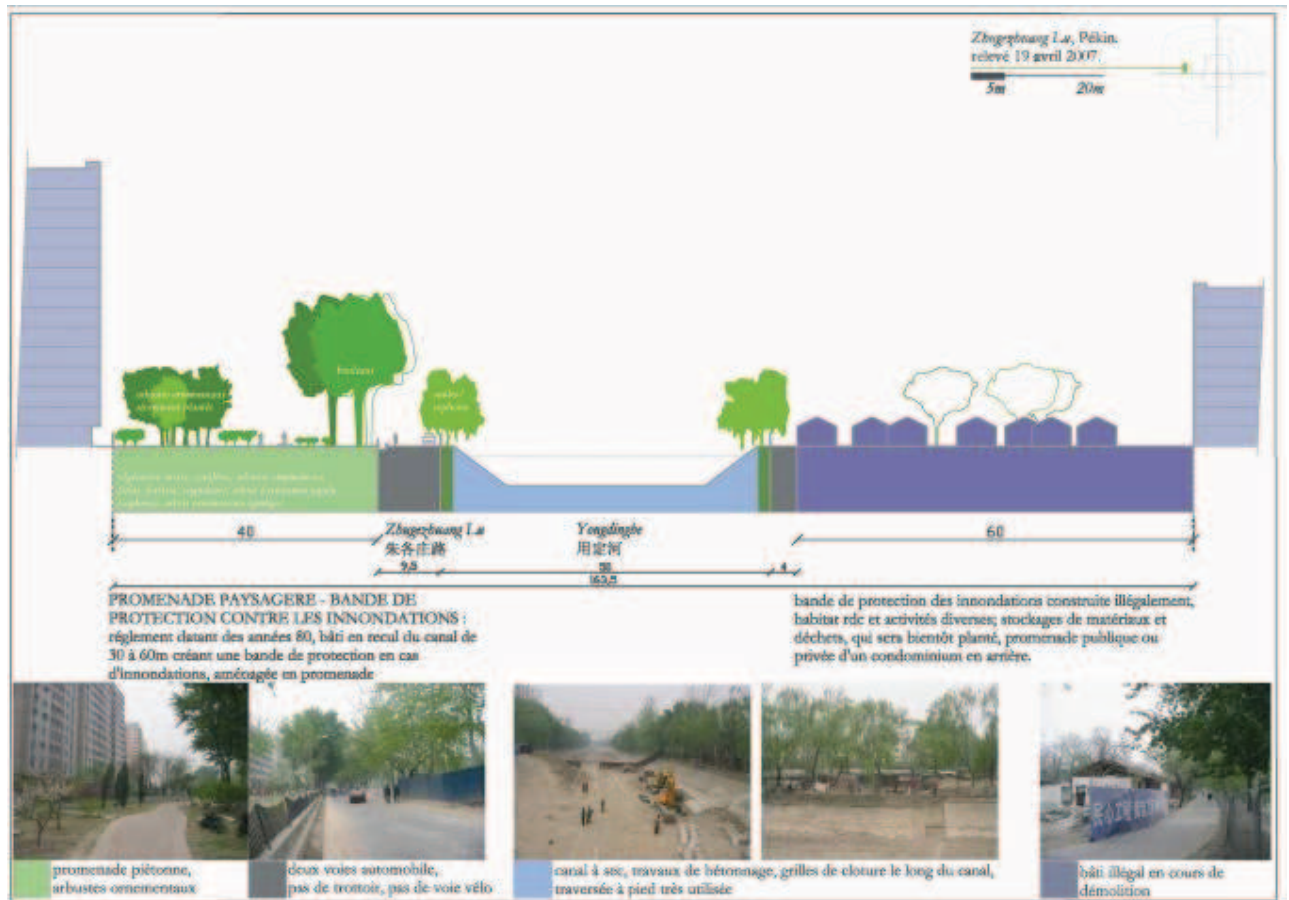 Zhugezhuang Lu, Pékin.
rélevé 19 avril 2007.
5m 20m
40
Zhugezhuang Lu
朱各庄路
Yongdinghe
用定河
60
9,5
50
4
163,5
PROMENADE PAYSAGERE - BANDE DE
PROTECTION CONTRE LES INNONDATIONS :
réglement datant des années 80, bâti en recul du canal de
30 à 60m créant une bande de protection en cas
d'innondations, aménagée en promenade
bande de protection des innondations construite illégalement,
habitat rdc et activités diverses; stockages de matériaux et
déchets, qui sera bientôt planté, promenade publique ou
privée d'un condominium en arrière.
promenade piétonne,
arbustes ornementaux
deux voies automobile,
pas de trottoir, pas de voie vélo
canal à sec, travaux de bétonnage, grilles de cloture le long du canal,
traversée à pied très utilisée
bâti illégal en cours de
démolition